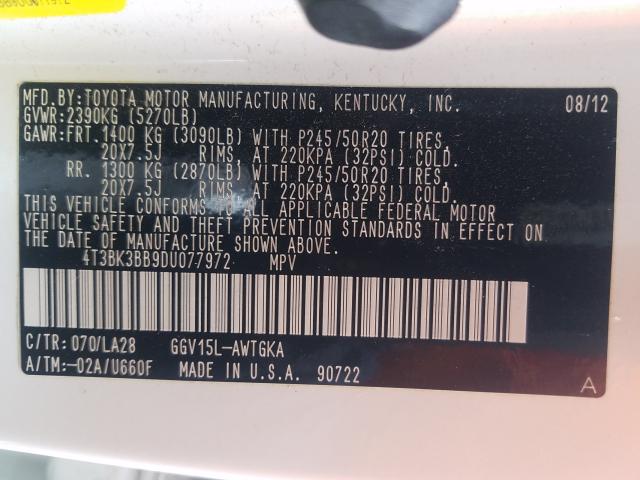 MFD.BY:TOYOTA MOTOR MANUFACTURING, KENTUCKY, INC. 08/12
GVWR:2390KG (5270LB)
GAWR:FRT.1400 KG (3090LB) WITH P245/50R20 TIRES,
20X7.5J RIMS, AT 220KPA (32PSI) COLD.
RR. 1300 KG (2870LB) WITH P245/50R20 TIRES,
20X7.5J RIMS, AT 220KPA (32PSI) COLD.
THIS VEHICLE CONFORMS TO ALL APPLICABLE FEDERAL MOTOR
VEHICLE SAFETY AND THEFT PREVENTION STANDARDS IN EFFECT ON
THE DATE OF MANUFACTURE SHOWN ABOVE.
4T3BK3BB9DU077972 MPV
C/TR: 070/LA28 GGV15L-AWTGKA
A/TM:-02A/U660F MADE IN U.S.A. 90722
A